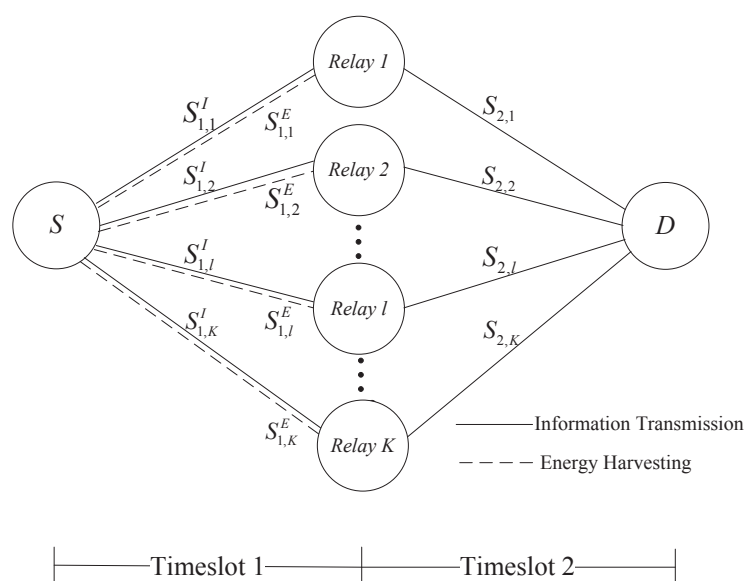 Relay 1
S^I_{1,1}
S^E_{1,1}
S_{2,1}
Relay 2
S^I_{1,2}
S^E_{1,2}
S_{2,2}
S
D
S^I_{1,l}
S^E_{1,l}
Relay l
S_{2,l}
S^I_{1,K}
S^E_{1,K}
Relay K
S_{2,K}
Information Transmission
Energy Harvesting
Timeslot 1
Timeslot 2